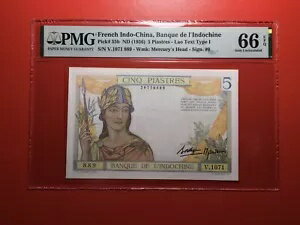 PMG
PAPER MONEY GUARANTY
French Indo-China, Banque de l'Indochine
Pick# 55b ND (1936) 5 Piastres - Lao Text Type I
S/N V.1071 889 - Wmk: Mercury's Head - Sign. #9
66 EPQ
Gem Uncirculated
CINQ PIASTRES
5
889
BANQUE DE L'INDOCHINE
V.1071